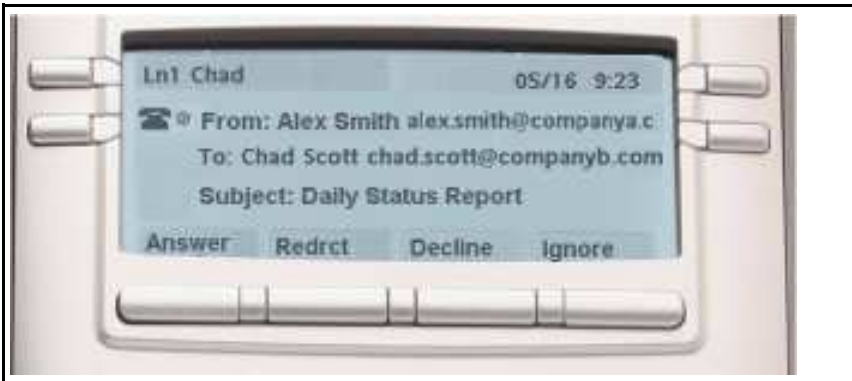 Ln1 Chad 05/16 9:23
From: Alex Smith alex.smith@companya.c
To: Chad Scott chad.scott@companyb.com
Subject: Daily Status Report
Answer Redrct Decline Ignore